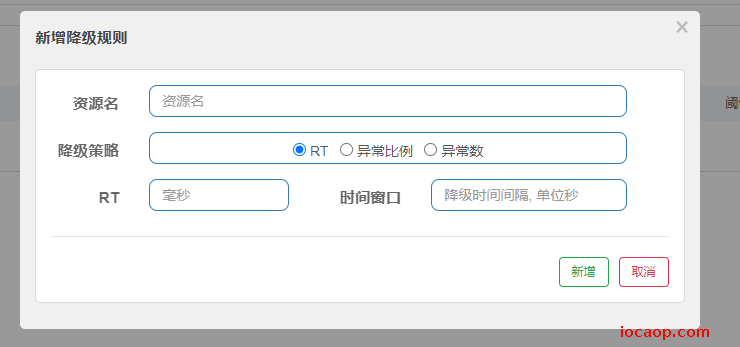 新增降级规则
×
资源名 资源名
阈
降级策略 RT 异常比例 异常数
RT 毫秒 时间窗口 降级时间间隔, 单位秒
新增 取消
iocaop.com